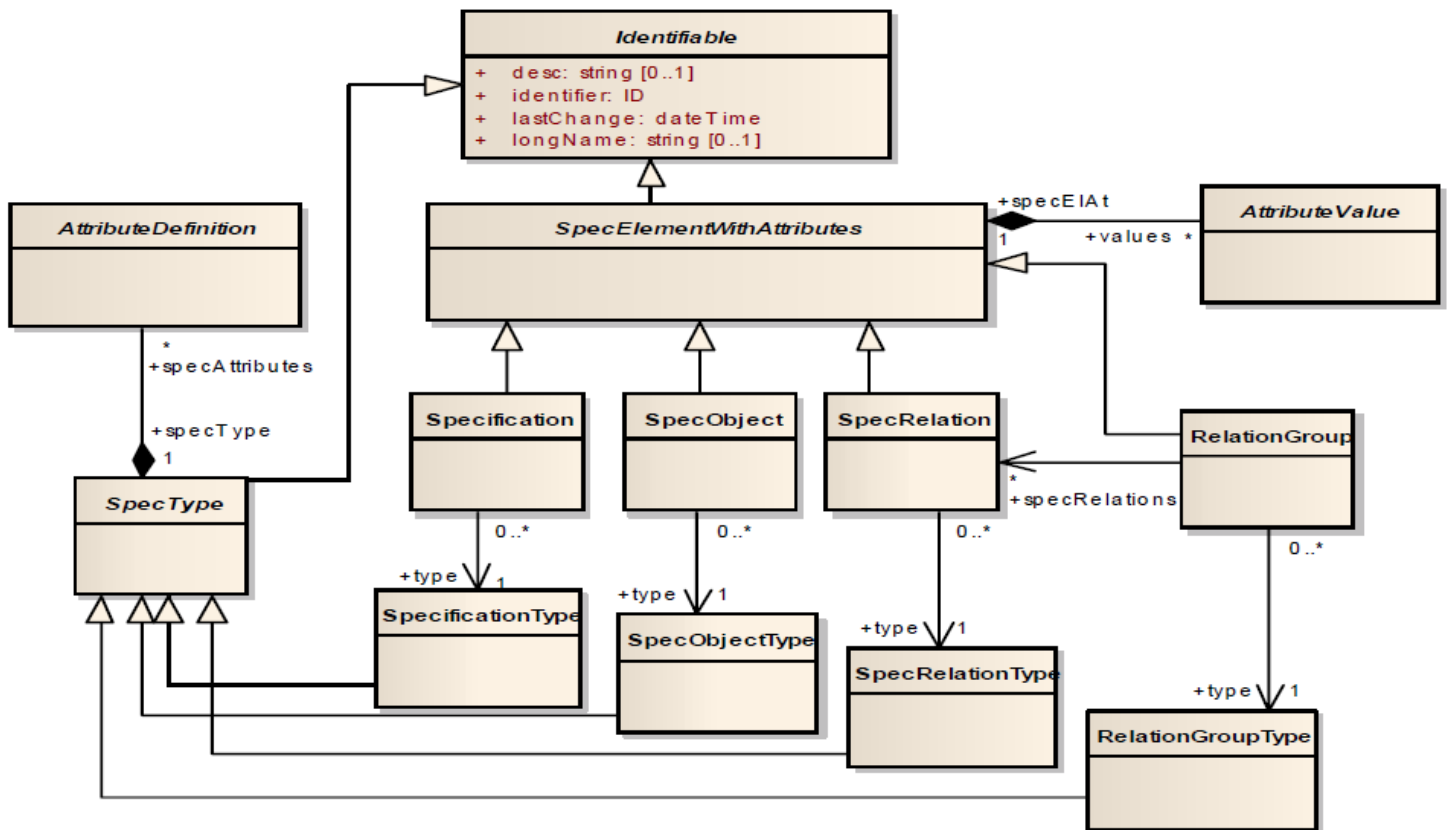 Identifiable
+ desc: string [0..1]
+ identifier: ID
+ lastChange: dateTime
+ longName: string [0..1]
AttributeDefinition
SpecElementWithAttributes
+specElAt
1
+values *
AttributeValue
*
+specAttributes
+specType
1
SpecType
Specification
SpecObject
SpecRelation
RelationGroup
*
+specRelations
0..*
0..*
0..*
0..*
+type 1
+type 1
+type 1
+type 1
SpecificationType
SpecObjectType
SpecRelationType
RelationGroupType